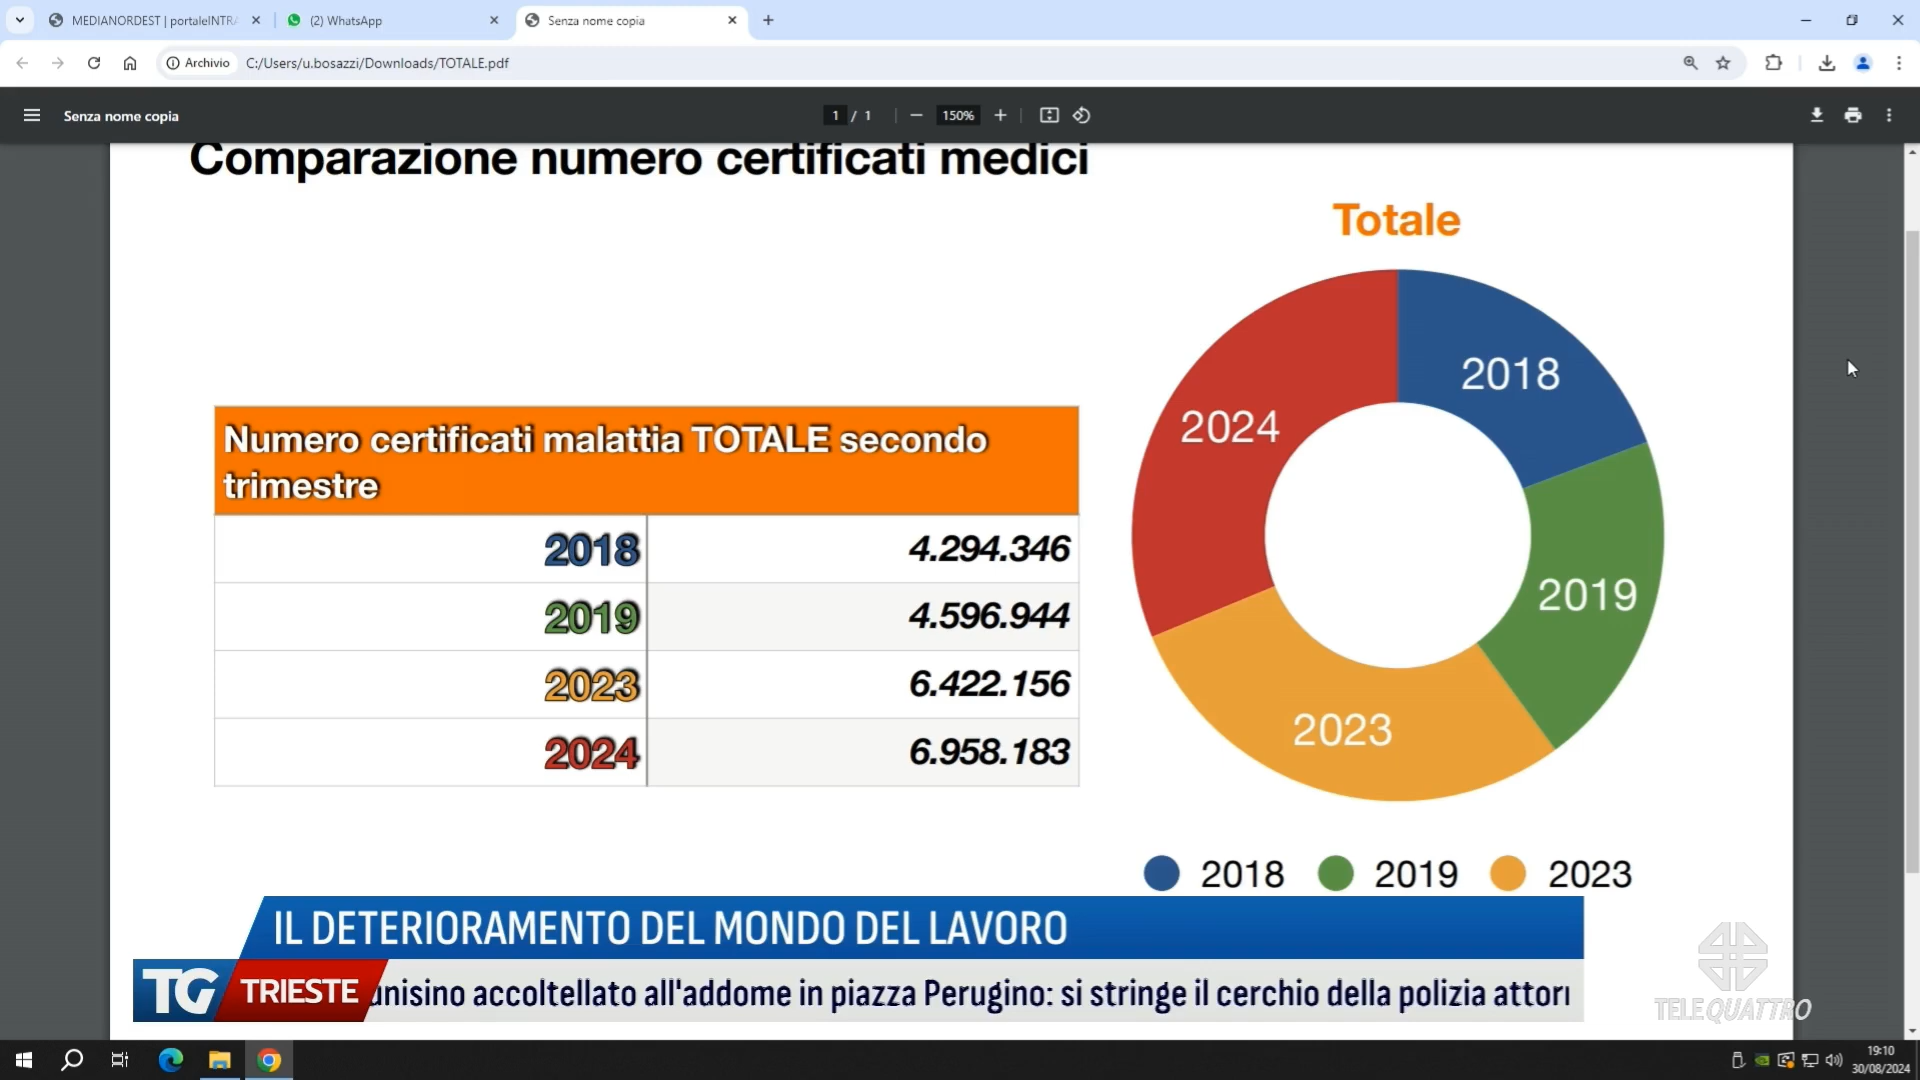 MEDIANORDEST | portaleINTRA
(2) WhatsApp
Senza nome copia
Archivio
C:/Users/u.bosazzi/Downloads/TOTALE.pdf
Senza nome copia
1 / 1
150%
Comparazione numero certificati medici
Totale
Numero certificati malattia TOTALE secondo
trimestre
2018 4.294.346
2019 4.596.944
2023 6.422.156
2024 6.958.183
2018
2019
2023
2024
2018 2019 2023
IL DETERIORAMENTO DEL MONDO DEL LAVORO
TG TRIESTE
unisino accoltellato all'addome in piazza Perugino: si stringe il cerchio della polizia attorn
TELEQUATTRO
19:10
30/08/2024